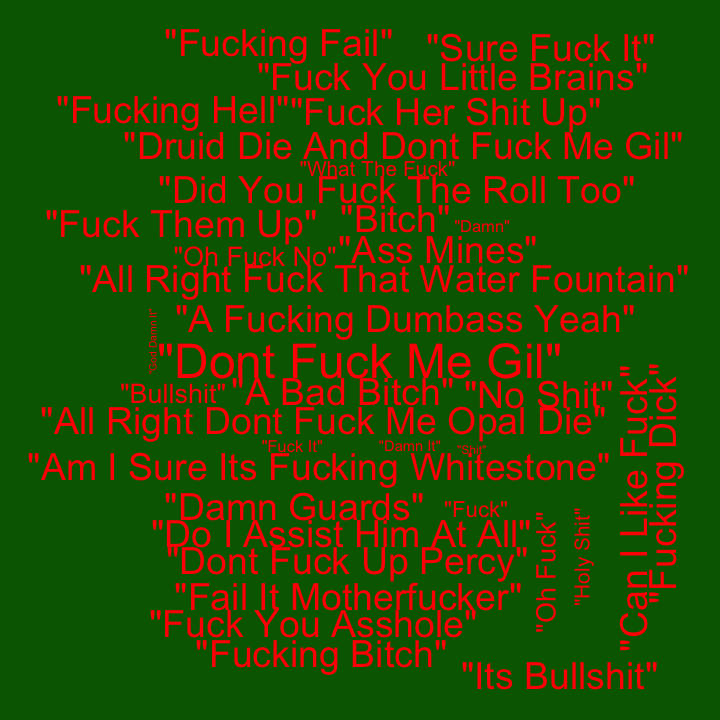 "Fucking Fail"
"Sure Fuck It"
"Fuck You Little Brains"
"Fucking Hell"
"Fuck Her Shit Up"
"Druid Die And Dont Fuck Me Gil"
"What The Fuck"
"Did You Fuck The Roll Too"
"Fuck Them Up"
"Bitch"
"Damn"
"Oh Fuck No"
"Ass Mines"
"All Right Fuck That Water Fountain"
"God Damn It"
"A Fucking Dumbass Yeah"
"Dont Fuck Me Gil"
"Bullshit"
"A Bad Bitch"
"No Shit"
"All Right Dont Fuck Me Opal Die"
"Fuck It"
"Damn It"
"Shit"
"Am I Sure Its Fucking Whitestone"
"Can I Like Fuck"
"Fucking Dick"
"Damn Guards"
"Fuck"
"Do I Assist Him At All"
"Oh Fuck"
"Holy Shit"
"Dont Fuck Up Percy"
"Fail It Motherfucker"
"Fuck You Asshole"
"Fucking Bitch"
"Its Bullshit"